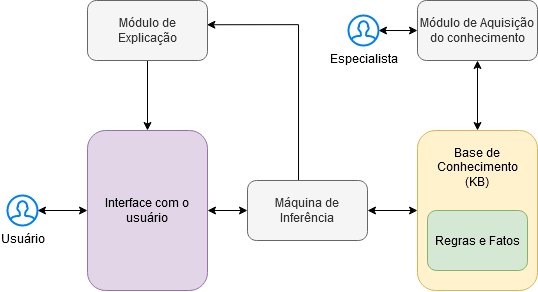 Módulo de
Explicação
Módulo de Aquisição
do conhecimento
Especialista
Interface com o
usuário
Usuário
Máquina de
Inferência
Base de
Conhecimento
(KB)
Regras e Fatos